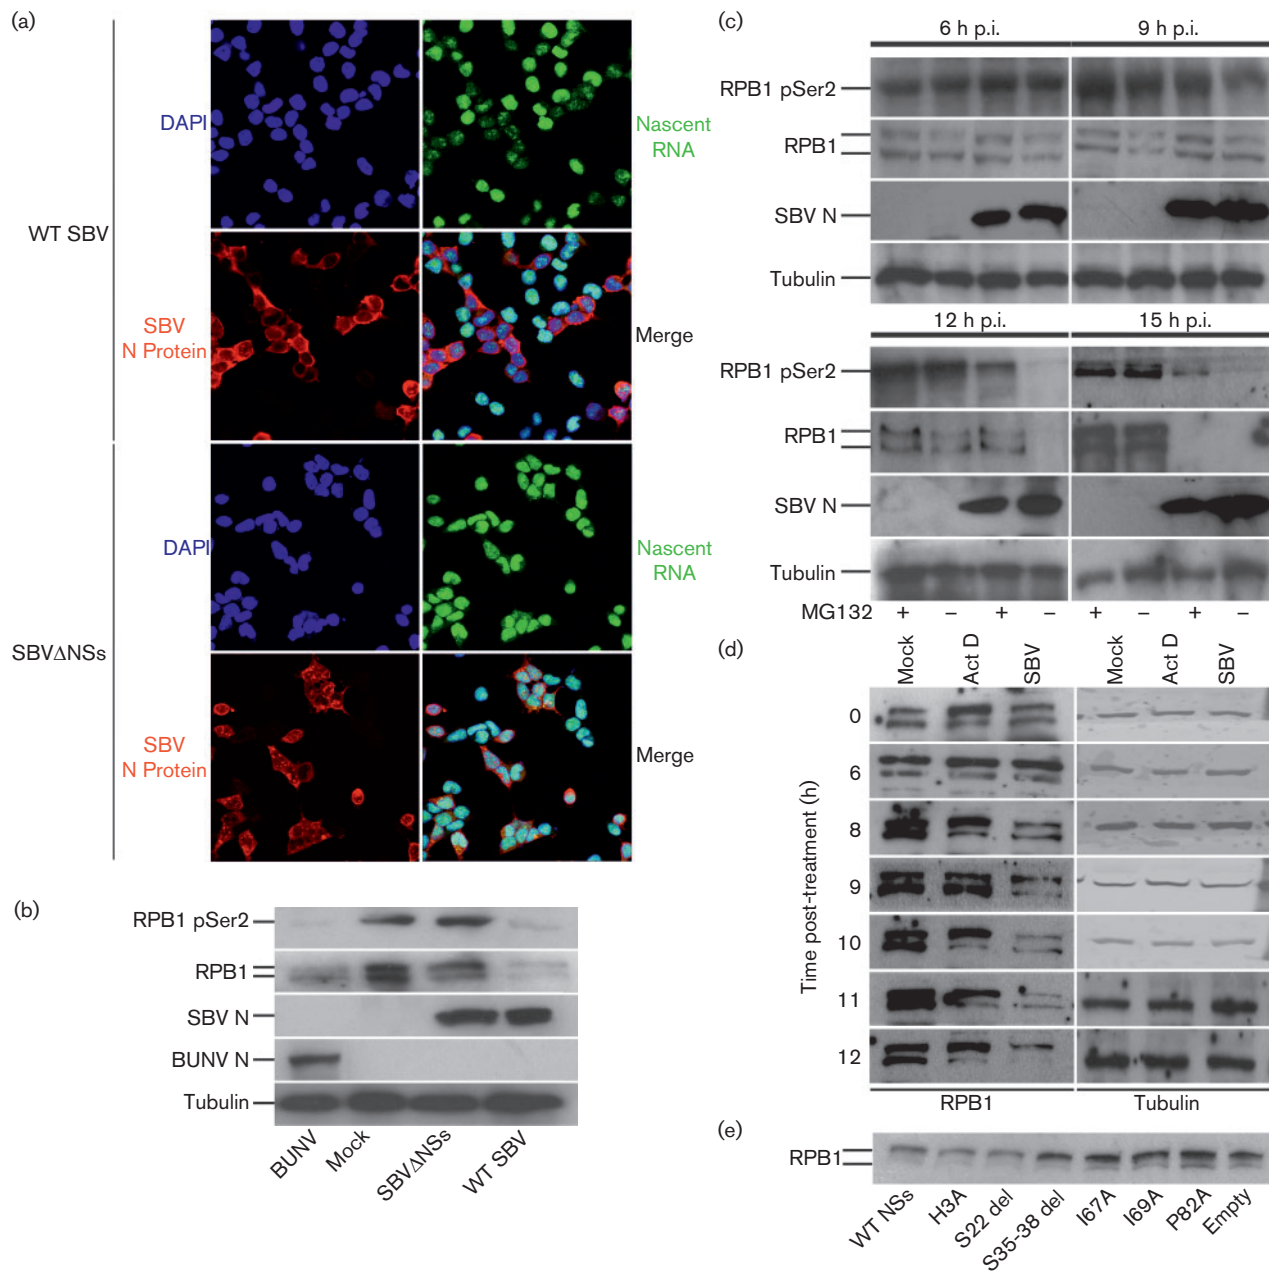 (a)
WT SBV
DAPI
Nascent
RNA
SBV
N Protein
Merge
SBVΔNSs
DAPI
Nascent
RNA
SBV
N Protein
Merge
(b)
RPB1 pSer2
RPB1
SBV N
BUNV N
Tubulin
BUNV
Mock
SBVΔNSs
WT SBV
(c)
6 h p.i.
9 h p.i.
RPB1 pSer2
RPB1
SBV N
Tubulin
12 h p.i.
15 h p.i.
RPB1 pSer2
RPB1
SBV N
Tubulin
MG132 + – + – + – + –
(d)
Mock
Act D
SBV
Mock
Act D
SBV
Time post-treatment (h)
0
6
8
9
10
11
12
RPB1
Tubulin
(e)
RPB1
WT NSs
H3A
S22 del
S35-38 del
I67A
I69A
P82A
Empty